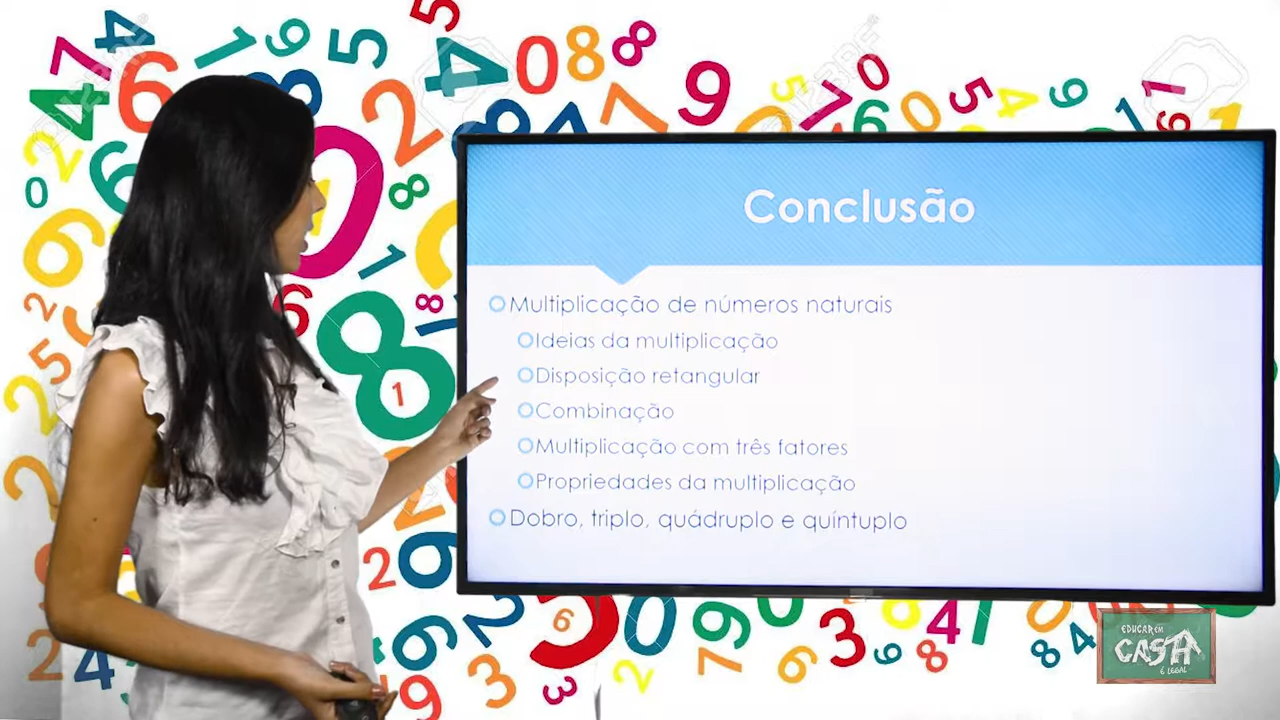 Conclusão
Multiplicação de números naturais
Ideias da multiplicação
Disposição retangular
Combinação
Multiplicação com três fatores
Propriedades da multiplicação
Dobro, triplo, quádruplo e quíntuplo
EDUCAR EM
CASA
É LEGAL